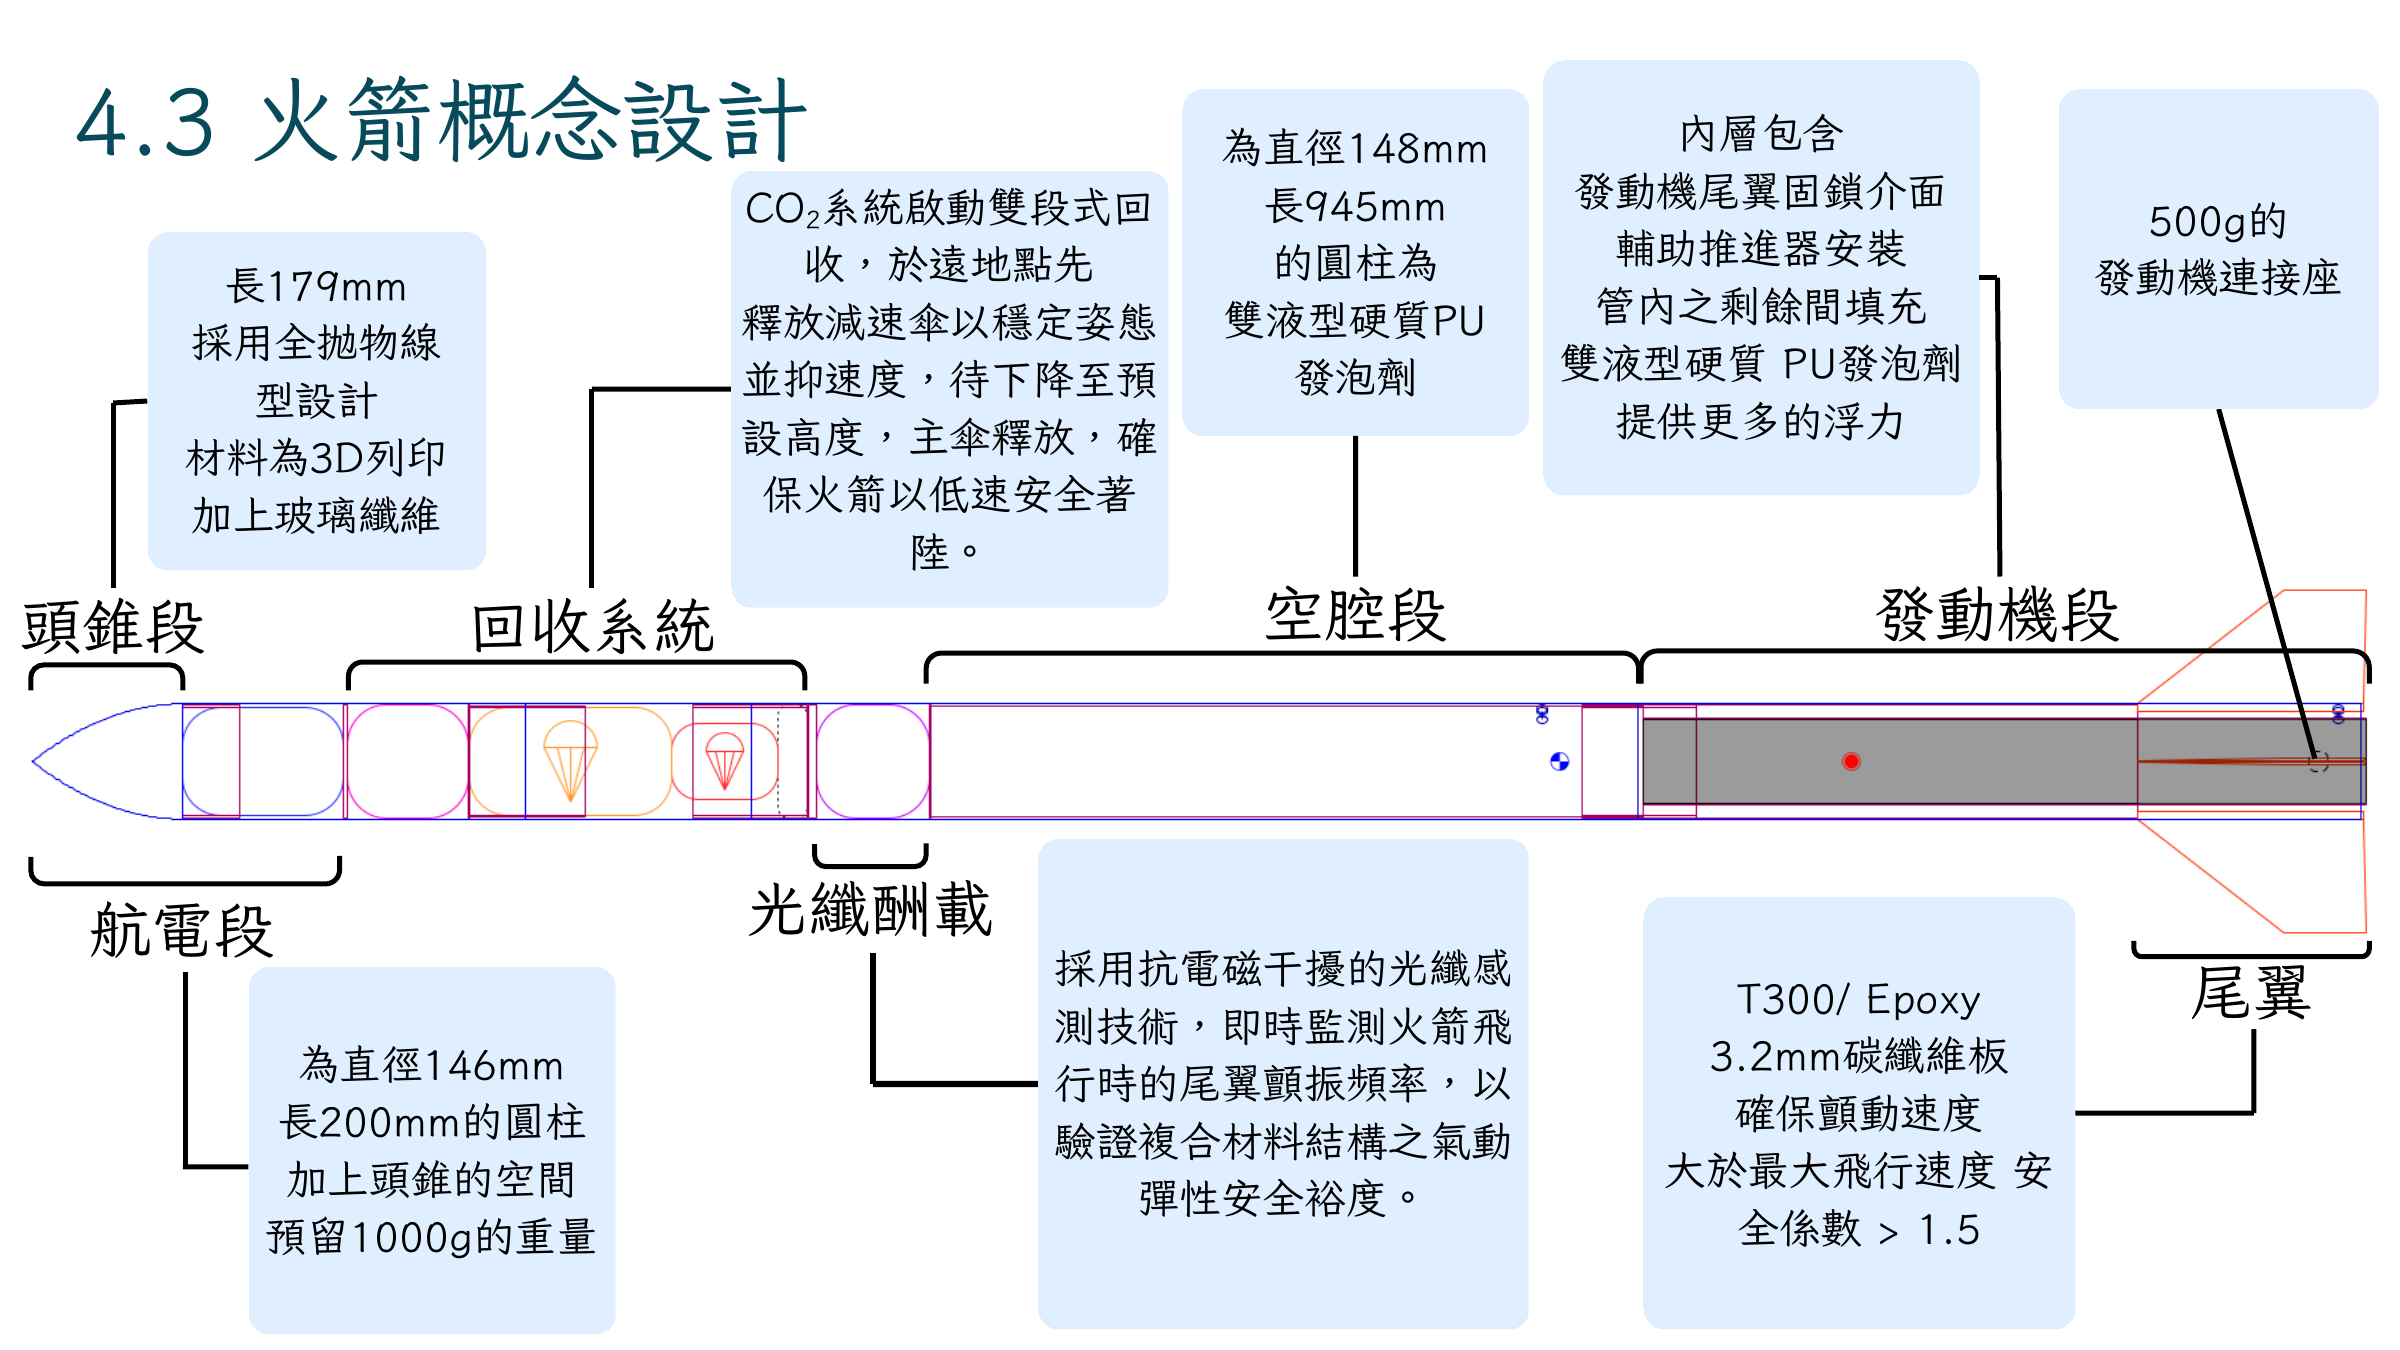 4.3 火箭概念設計
長179mm
採用全拋物線
型設計
材料為3D列印
加上玻璃纖維
CO₂系統啟動雙段式回
收，於遠地點先
釋放減速傘以穩定姿態
並抑速度，待下降至預
設高度，主傘釋放，確
保火箭以低速安全著
陸。
為直徑148mm
長945mm
的圓柱為
雙液型硬質PU
發泡劑
內層包含
發動機尾翼固鎖介面
輔助推進器安裝
管內之剩餘間填充
雙液型硬質 PU發泡劑
提供更多的浮力
500g的
發動機連接座
頭錐段
回收系統
空腔段
發動機段
航電段
光纖酬載
尾翼
為直徑146mm
長200mm的圓柱
加上頭錐的空間
預留1000g的重量
採用抗電磁干擾的光纖感
測技術，即時監測火箭飛
行時的尾翼顫振頻率，以
驗證複合材料結構之氣動
彈性安全裕度。
T300/ Epoxy
3.2mm碳纖維板
確保顫動速度
大於最大飛行速度 安
全係數 > 1.5